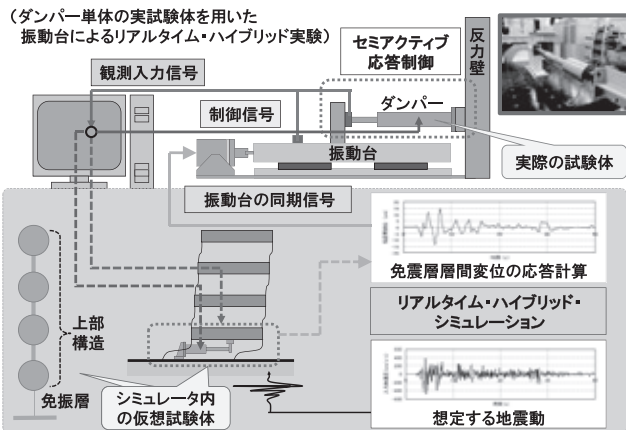 （ダンパー単体の実試験体を用いた
振動台によるリアルタイム・ハイブリッド実験）
観測入力信号
セミアクティブ
応答制御
反力壁
制御信号
ダンパー
振動台
実際の試験体
振動台の同期信号
免震層層間変位の応答計算
上部
構造
リアルタイム・ハイブリッド・
シミュレーション
免振層
シミュレータ内
の仮想試験体
想定する地震動